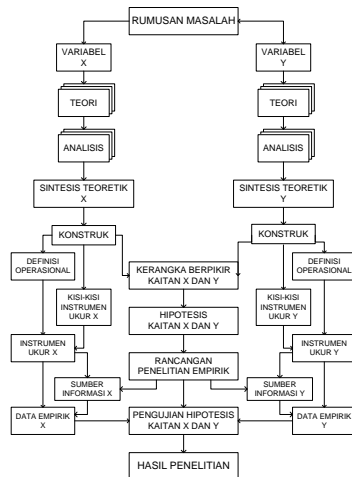 RUMUSAN MASALAH
VARIABEL
X
VARIABEL
Y
TEORI
TEORI
ANALISIS
ANALISIS
SINTESIS TEORETIK
X
SINTESIS TEORETIK
Y
KONSTRUK
KONSTRUK
DEFINISI
OPERASIONAL
KERANGKA BERPIKIR
KAITAN X DAN Y
DEFINISI
OPERASIONAL
KISI-KISI
INSTRUMEN
UKUR X
HIPOTESIS
KAITAN X DAN Y
KISI-KISI
INSTRUMEN
UKUR Y
INSTRUMEN
UKUR X
INSTRUMEN
UKUR Y
RANCANGAN
PENELITIAN EMPIRIK
SUMBER
INFORMASI X
SUMBER
INFORMASI Y
DATA EMPIRIK
X
PENGUJIAN HIPOTESIS
KAITAN X DAN Y
DATA EMPIRIK
Y
HASIL PENELITIAN